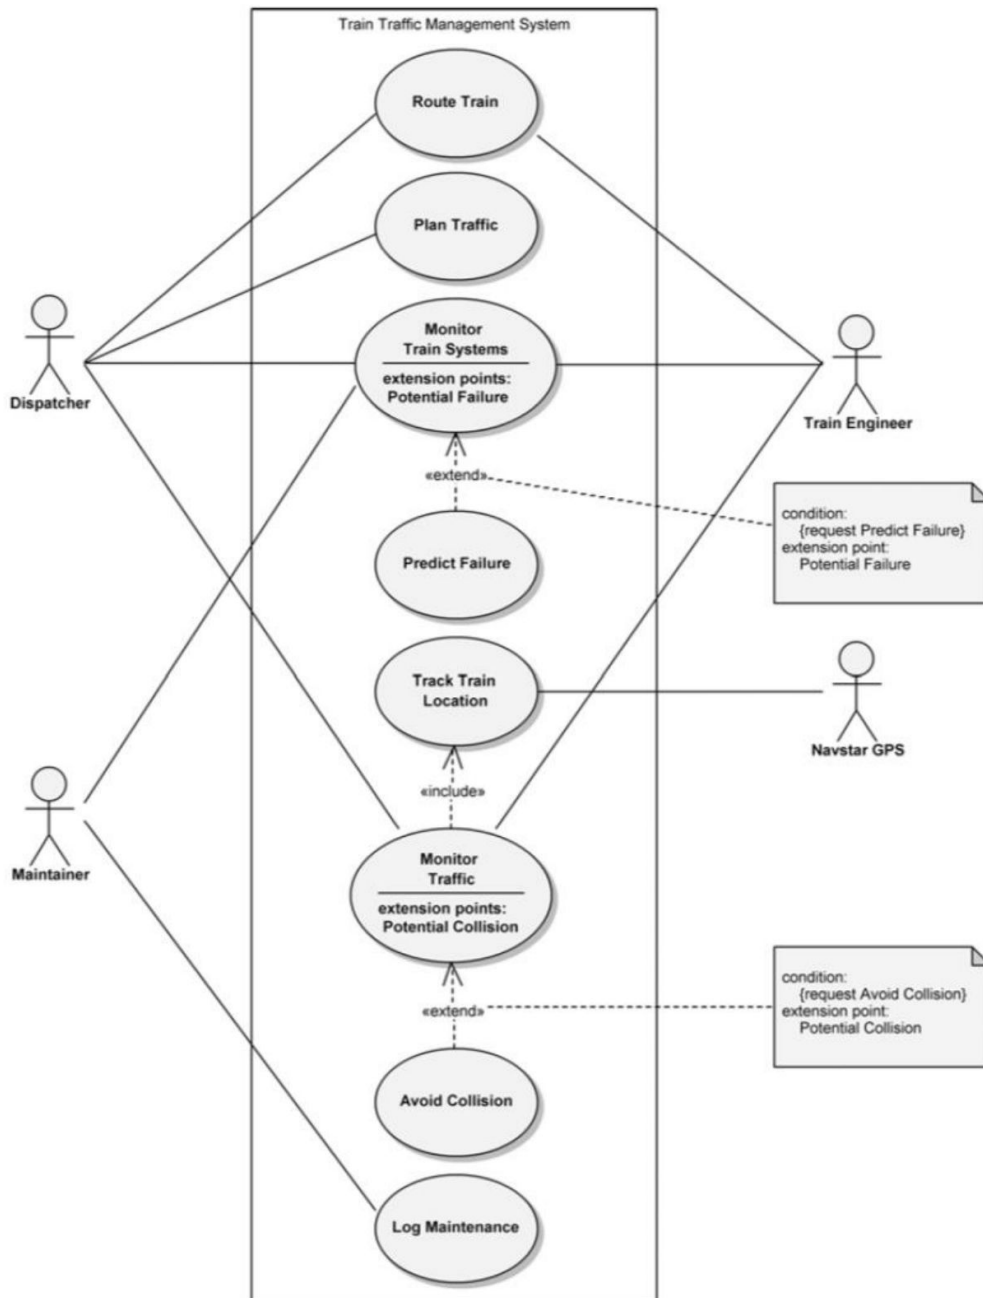 Train Traffic Management System
Route Train
Plan Traffic
Monitor
Train Systems
extension points:
Potential Failure
Dispatcher
Train Engineer
«extend»
condition:
{request Predict Failure}
extension point:
Potential Failure
Predict Failure
Track Train
Location
Navstar GPS
«include»
Maintainer
Monitor
Traffic
extension points:
Potential Collision
«extend»
condition:
{request Avoid Collision}
extension point:
Potential Collision
Avoid Collision
Log Maintenance